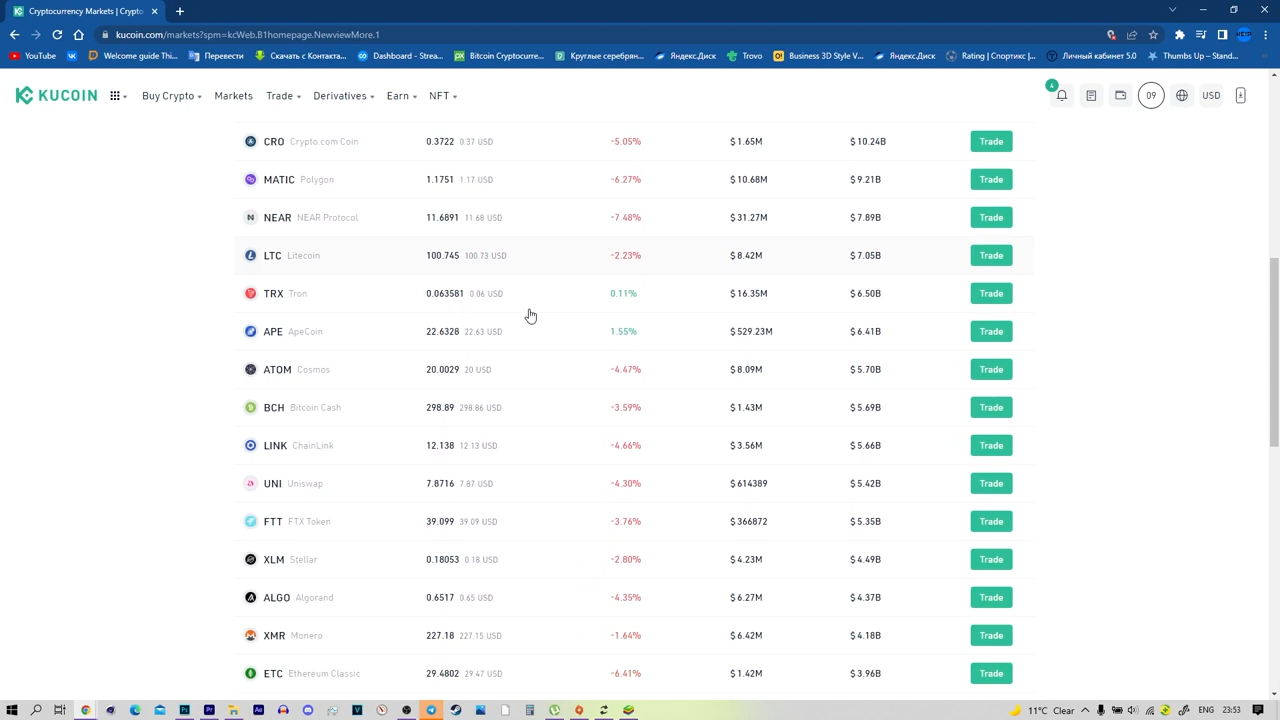 Cryptocurrency Markets | Crypto
kucoin.com/markets?spm=kcWeb.B1homepage.NewviewMore.1
YouTube Welcome guide Thi... Перевести Скачать с Контакта... Dashboard - Strea... Bitcoin Cryptocurre... Круглые серебрян... Яндекс.Диск Trovo Business 3D Style V... Яндекс.Диск Rating | Спортикс |... Личный кабинет 5.0 Thumbs Up – Stand...
KUCOIN Buy Crypto Markets Trade Derivatives Earn NFT 09 USD
CRO Crypto.com Coin 0.3722 0.37 USD -5.05% $ 1.65M $ 10.24B Trade
MATIC Polygon 1.1751 1.17 USD -6.27% $ 10.68M $ 9.21B Trade
NEAR NEAR Protocol 11.6891 11.68 USD -7.48% $ 31.27M $ 7.89B Trade
LTC Litecoin 100.745 100.73 USD -2.23% $ 8.42M $ 7.05B Trade
TRX Tron 0.063581 0.06 USD 0.11% $ 16.35M $ 6.50B Trade
APE ApeCoin 22.6328 22.63 USD 1.55% $ 529.23M $ 6.41B Trade
ATOM Cosmos 20.0029 20 USD -4.47% $ 8.09M $ 5.70B Trade
BCH Bitcoin Cash 298.89 298.86 USD -3.59% $ 1.43M $ 5.69B Trade
LINK ChainLink 12.138 12.13 USD -4.66% $ 3.56M $ 5.66B Trade
UNI Uniswap 7.8716 7.87 USD -4.30% $ 614389 $ 5.42B Trade
FTT FTX Token 39.099 39.09 USD -3.76% $ 366872 $ 5.35B Trade
XLM Stellar 0.18053 0.18 USD -2.80% $ 4.23M $ 4.49B Trade
ALGO Algorand 0.6517 0.65 USD -4.35% $ 6.27M $ 4.37B Trade
XMR Monero 227.18 227.15 USD -1.64% $ 6.42M $ 4.18B Trade
ETC Ethereum Classic 29.4802 29.47 USD -6.41% $ 1.42M $ 3.96B Trade
11°C Clear ENG 23:53